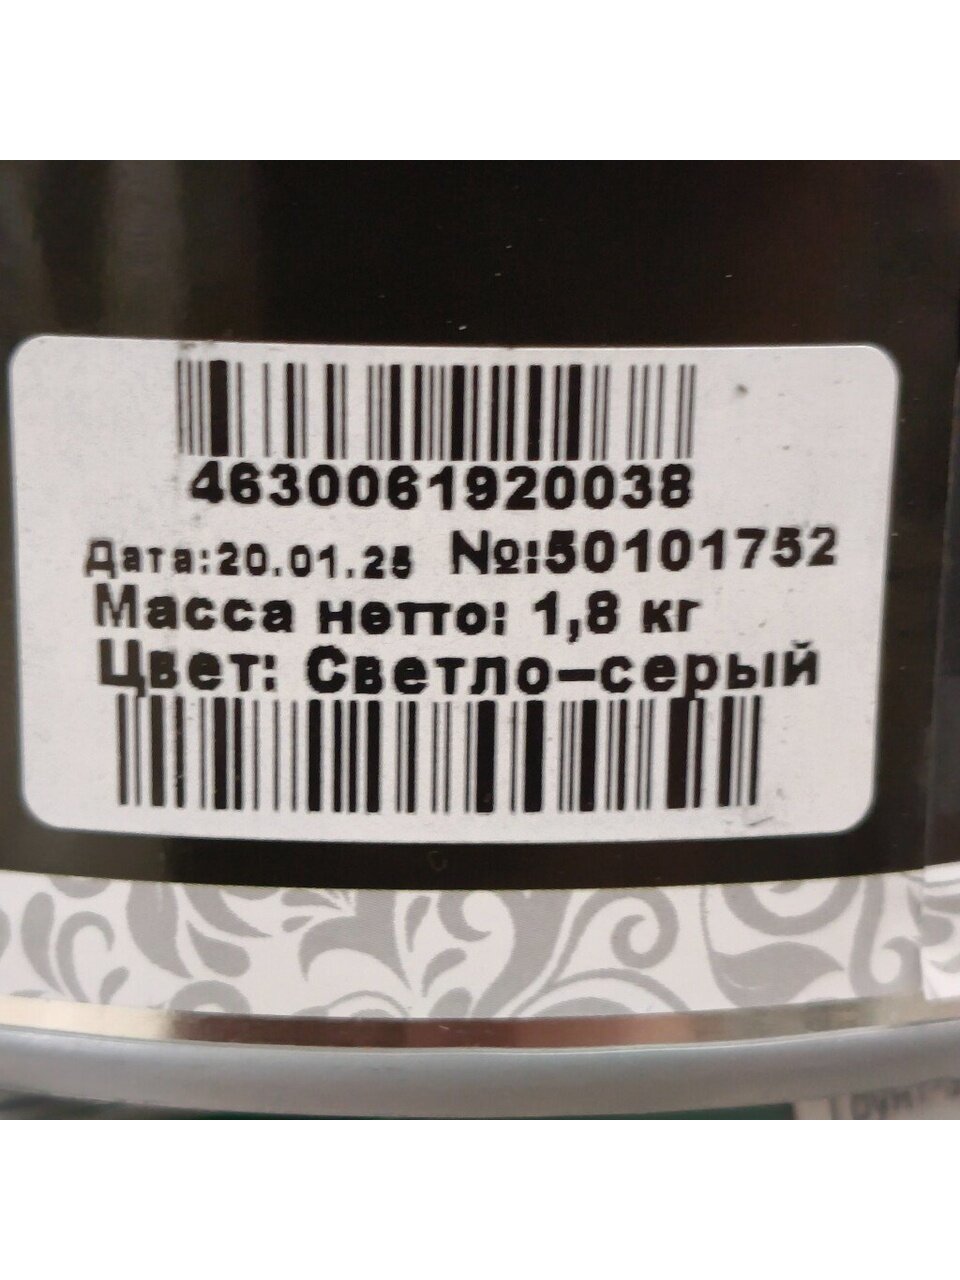 4630061920038
Дата:20.01.25 №:50101752
Масса нетто: 1,8 кг
Цвет: Светло-серый